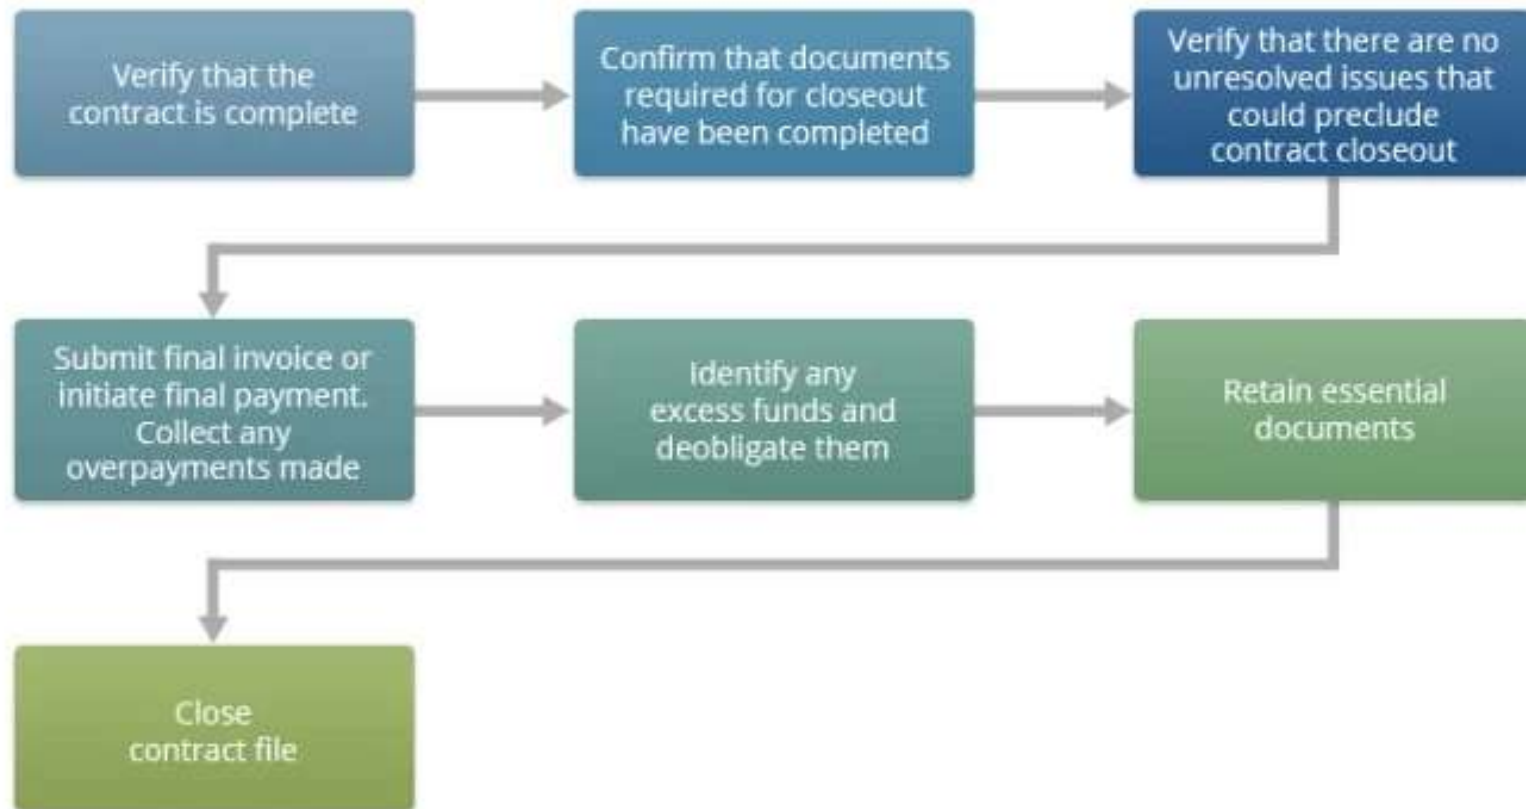 Verify that the
contract is complete
Confirm that documents
required for closeout
have been completed
Verify that there are no
unresolved issues that
could preclude
contract closeout
Submit final invoice or
initiate final payment.
Collect any
overpayments made
Identify any
excess funds and
deobligate them
Retain essential
documents
Close
contract file